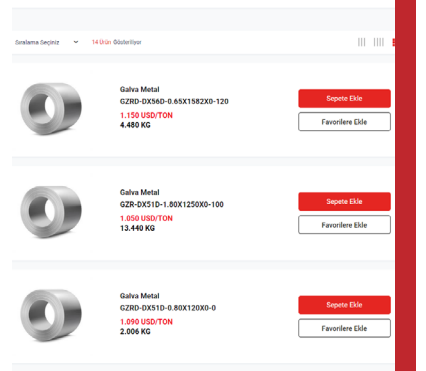 Sıralama Seçiniz
14 Ürün Gösteriliyor
Galva Metal
GZRD-DX56D-0.65X1582X0-120
1.150 USD/TON
4.480 KG
Sepete Ekle
Favorilere Ekle
Galva Metal
GZR-DX51D-1.80X1250X0-100
1.050 USD/TON
13.440 KG
Sepete Ekle
Favorilere Ekle
Galva Metal
GZRD-DX51D-0.80X120X0-0
1.090 USD/TON
2.006 KG
Sepete Ekle
Favorilere Ekle